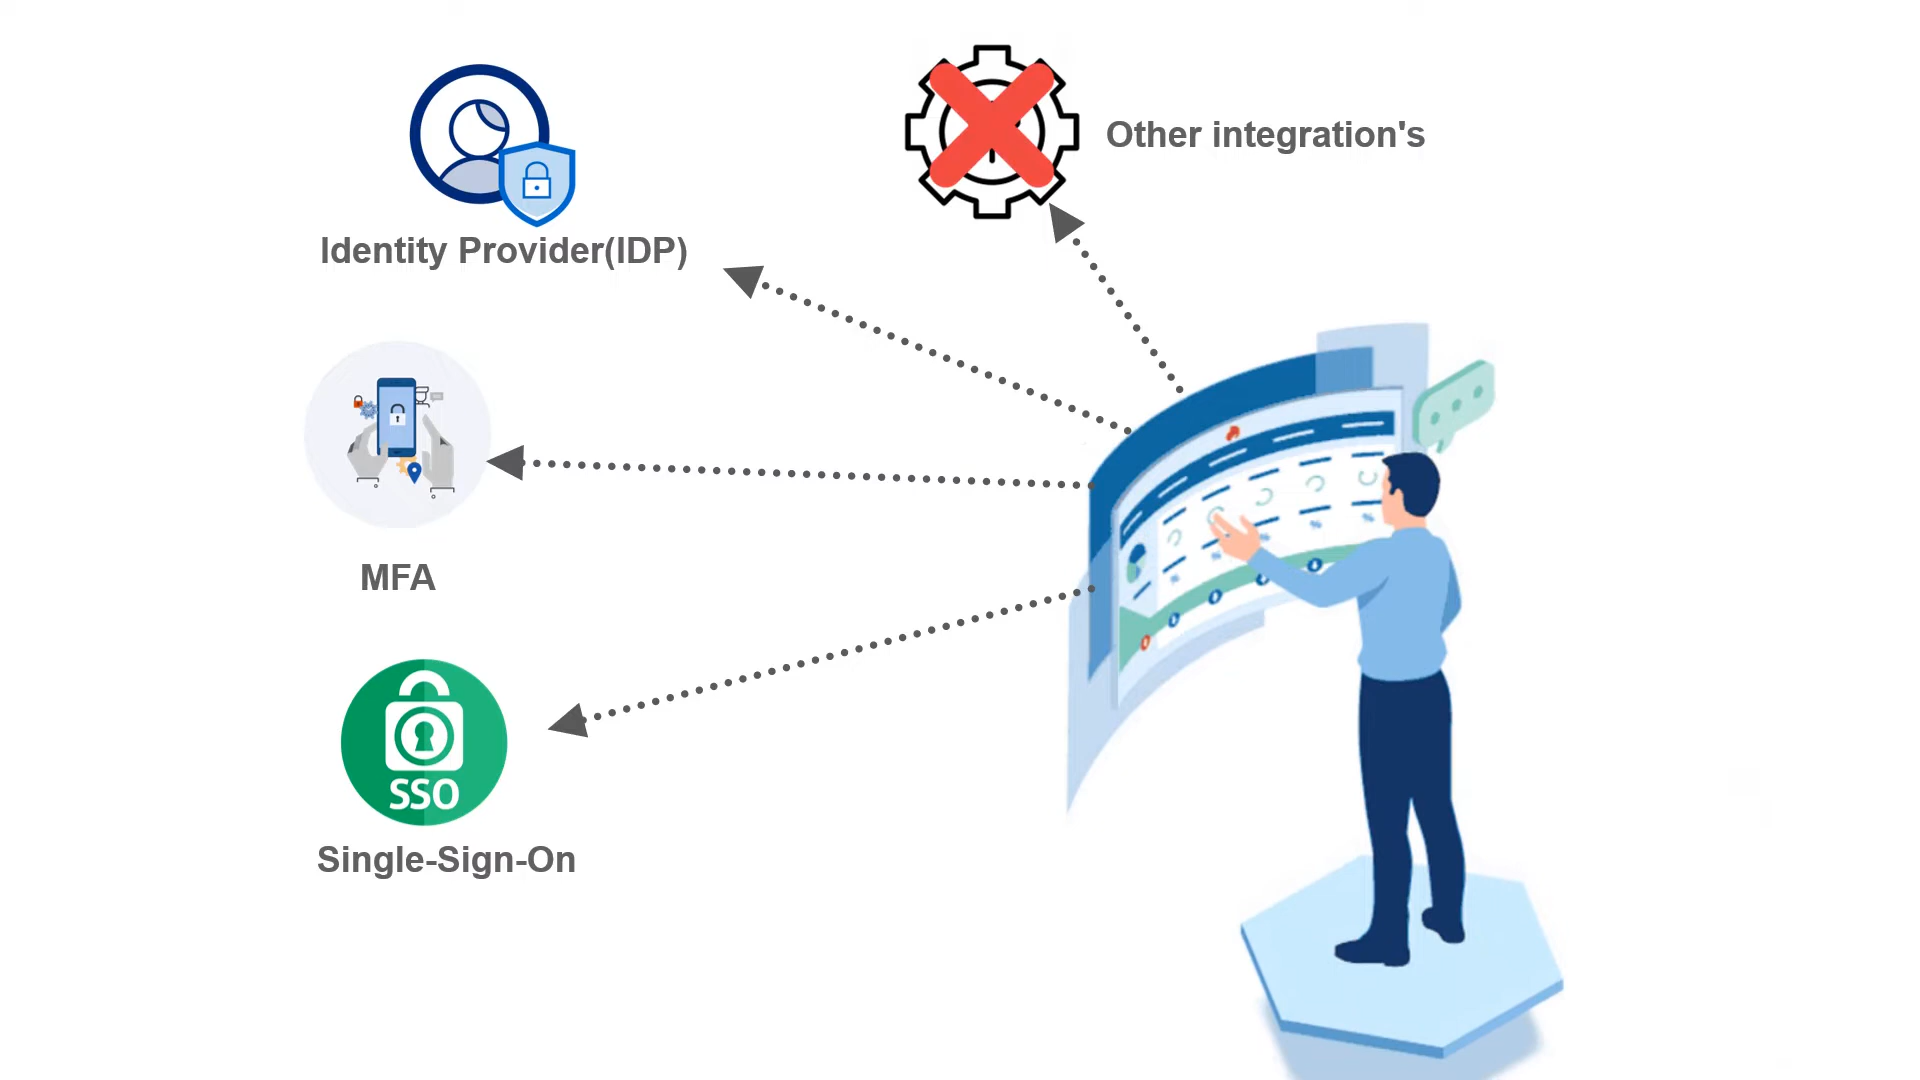 Other integration's
Identity Provider(IDP)
MFA
SSO
Single-Sign-On